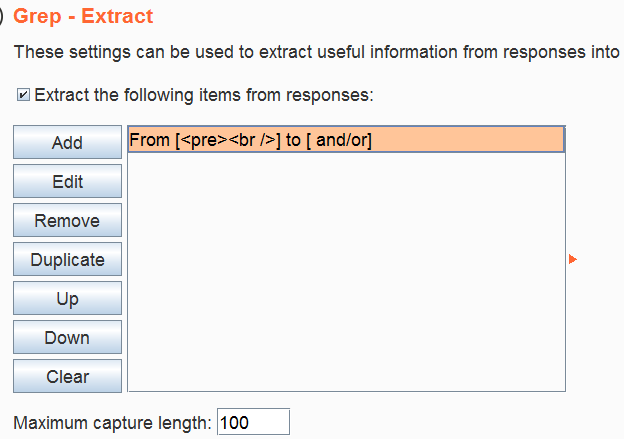 Grep - Extract
These settings can be used to extract useful information from responses into
Extract the following items from responses:
Add
From [<pre><br />] to [ and/or]
Edit
Remove
Duplicate
Up
Down
Clear
Maximum capture length: 100